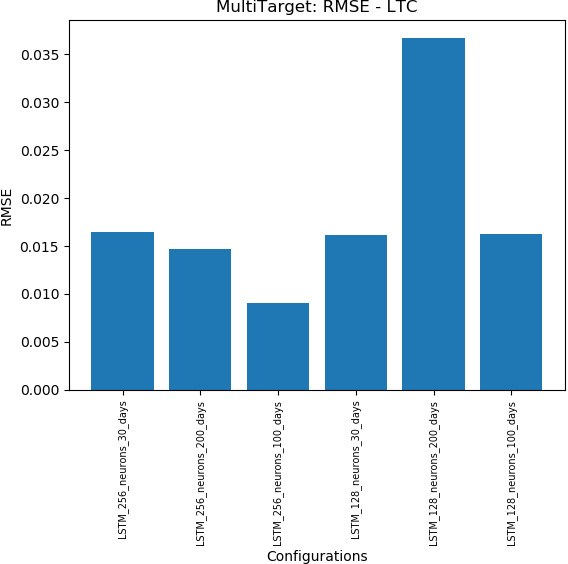 MultiTarget: RMSE - LTC
RMSE
0.035
0.030
0.025
0.020
0.015
0.010
0.005
0.000
LSTM_256_neurons_30_days
LSTM_256_neurons_200_days
LSTM_256_neurons_100_days
LSTM_128_neurons_30_days
LSTM_128_neurons_200_days
LSTM_128_neurons_100_days
Configurations